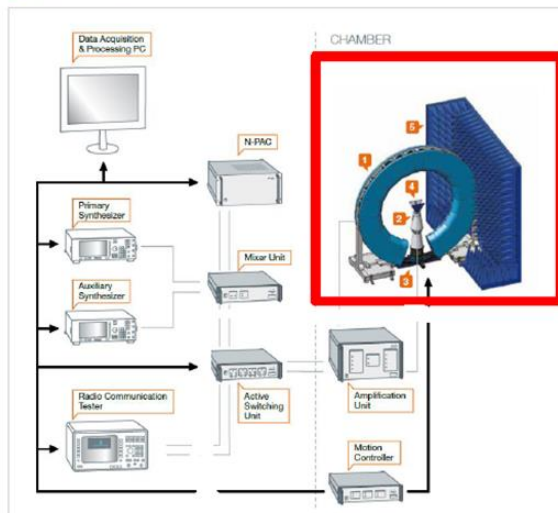 Data Acquisition
& Processing PC
CHAMBER
N-PAC
5
1
4
2
3
Primary
Synthesizer
Mixer Unit
Auxiliary
Synthesizer
Radio Communication
Tester
Active
Switching
Unit
Amplification
Unit
Motion
Controller